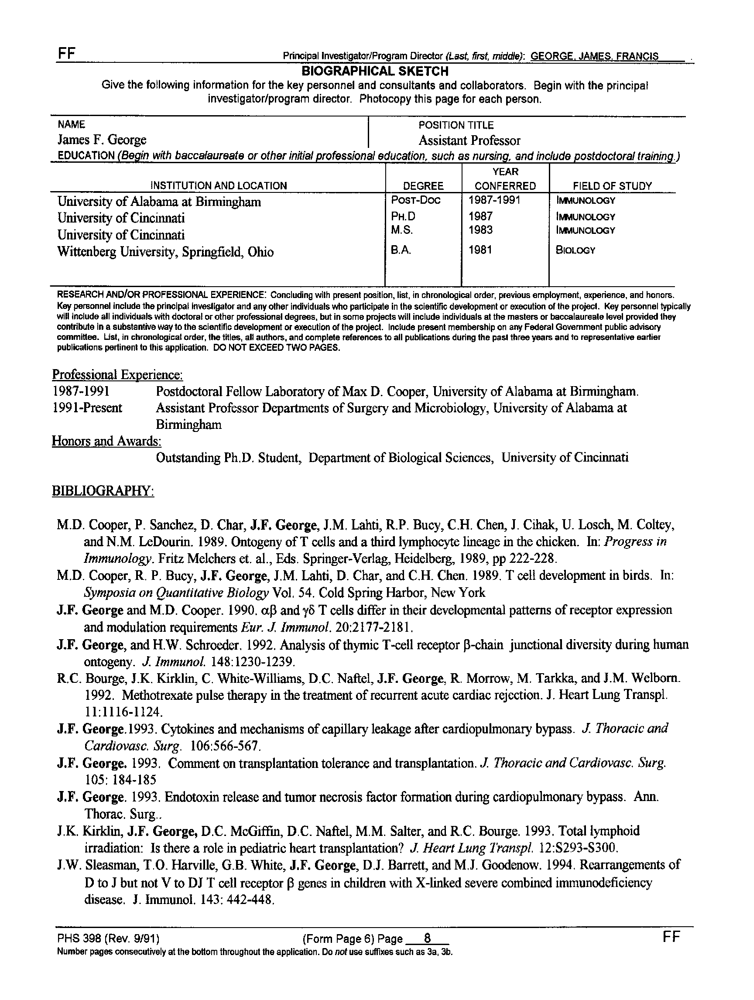 FF
Principal Investigator/Program Director (Last, first, middle): GEORGE, JAMES, FRANCIS
BIOGRAPHICAL SKETCH
Give the following information for the key personnel and consultants and collaborators. Begin with the principal
investigator/program director. Photocopy this page for each person.
NAME
POSITION TITLE
James F. George
Assistant Professor
EDUCATION (Begin with baccalaureate or other initial professional education, such as nursing, and include postdoctoral training.)
INSTITUTION AND LOCATION DEGREE YEAR CONFERRED FIELD OF STUDY
University of Alabama at Birmingham POST-DOC 1987-1991 IMMUNOLOGY
University of Cincinnati PH.D 1987 IMMUNOLOGY
University of Cincinnati M.S. 1983 IMMUNOLOGY
Wittenberg University, Springfield, Ohio B.A. 1981 BIOLOGY
RESEARCH AND/OR PROFESSIONAL EXPERIENCE: Concluding with present position, list, in chronological order, previous employment, experience, and honors.
Key personnel include the principal investigator and any other individuals who participate in the scientific development or execution of the project. Key personnel typically
will include all individuals with doctoral or other professional degrees, but in some projects will include individuals at the masters or baccalaureate level provided they
contribute in a substantive way to the scientific development or execution of the project. Include present membership on any Federal Government public advisory
committee. List, in chronological order, the titles, all authors, and complete references to all publications during the past three years and to representative earlier
publications pertinent to this application. DO NOT EXCEED TWO PAGES.
Professional Experience:
1987-1991 Postdoctoral Fellow Laboratory of Max D. Cooper, University of Alabama at Birmingham.
1991-Present Assistant Professor Departments of Surgery and Microbiology, University of Alabama at
Birmingham
Honors and Awards:
Outstanding Ph.D. Student, Department of Biological Sciences, University of Cincinnati
BIBLIOGRAPHY:
M.D. Cooper, P. Sanchez, D. Char, J.F. George, J.M. Lahti, R.P. Bucy, C.H. Chen, J. Cihak, U. Losch, M. Coltey,
and N.M. LeDourin. 1989. Ontogeny of T cells and a third lymphocyte lineage in the chicken. In: Progress in
Immunology. Fritz Melchers et. al., Eds. Springer-Verlag, Heidelberg, 1989, pp 222-228.
M.D. Cooper, R. P. Bucy, J.F. George, J.M. Lahti, D. Char, and C.H. Chen. 1989. T cell development in birds. In:
Symposia on Quantitative Biology Vol. 54. Cold Spring Harbor, New York
J.F. George and M.D. Cooper. 1990. αβ and γδ T cells differ in their developmental patterns of receptor expression
and modulation requirements Eur. J. Immunol. 20:2177-2181.
J.F. George, and H.W. Schroeder. 1992. Analysis of thymic T-cell receptor β-chain junctional diversity during human
ontogeny. J. Immunol. 148:1230-1239.
R.C. Bourge, J.K. Kirklin, C. White-Williams, D.C. Naftel, J.F. George, R. Morrow, M. Tarkka, and J.M. Welborn.
1992. Methotrexate pulse therapy in the treatment of recurrent acute cardiac rejection. J. Heart Lung Transpl.
11:1116-1124.
J.F. George.1993. Cytokines and mechanisms of capillary leakage after cardiopulmonary bypass. J. Thoracic and
Cardiovasc. Surg. 106:566-567.
J.F. George. 1993. Comment on transplantation tolerance and transplantation. J. Thoracic and Cardiovasc. Surg.
105: 184-185
J.F. George. 1993. Endotoxin release and tumor necrosis factor formation during cardiopulmonary bypass. Ann.
Thorac. Surg..
J.K. Kirklin, J.F. George, D.C. McGiffin, D.C. Naftel, M.M. Salter, and R.C. Bourge. 1993. Total lymphoid
irradiation: Is there a role in pediatric heart transplantation? J. Heart Lung Transpl. 12:S293-S300.
J.W. Sleasman, T.O. Harville, G.B. White, J.F. George, D.J. Barrett, and M.J. Goodenow. 1994. Rearrangements of
D to J but not V to DJ T cell receptor β genes in children with X-linked severe combined immunodeficiency
disease. J. Immunol. 143: 442-448.
PHS 398 (Rev. 9/91) (Form Page 6) Page 8 FF
Number pages consecutively at the bottom throughout the application. Do not use suffixes such as 3a, 3b.